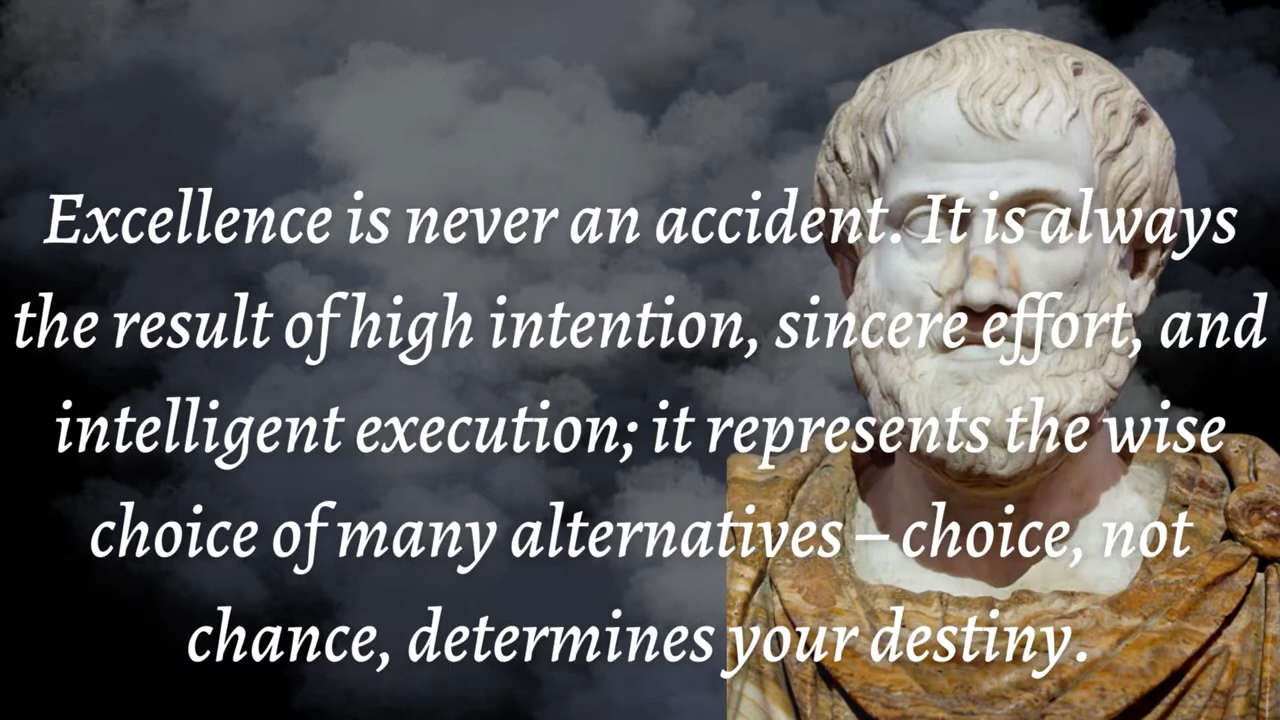 Excellence is never an accident. It is always
the result of high intention, sincere effort, and
intelligent execution; it represents the wise
choice of many alternatives – choice, not
chance, determines your destiny.